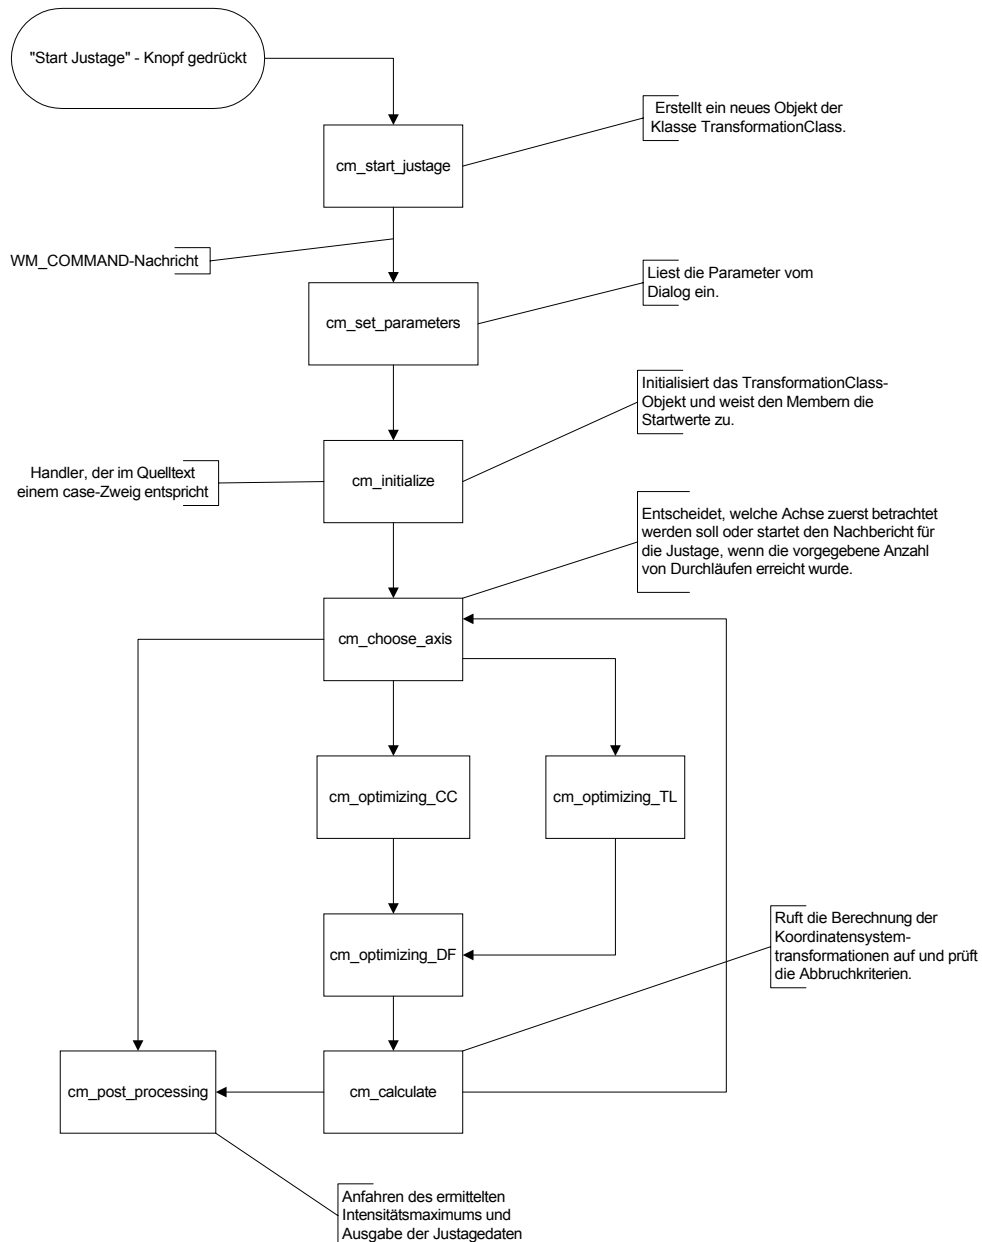 "Start Justage" - Knopf gedrückt
Erstellt ein neues Objekt der
Klasse TransformationClass.
cm_start_justage
WM_COMMAND-Nachricht
Liest die Parameter vom
Dialog ein.
cm_set_parameters
Initialisiert das TransformationClass-
Objekt und weist den Membern die
Startwerte zu.
Handler, der im Quelltext
einem case-Zweig entspricht
cm_initialize
Entscheidet, welche Achse zuerst betrachtet
werden soll oder startet den Nachbericht für
die Justage, wenn die vorgegebene Anzahl
von Durchläufen erreicht wurde.
cm_choose_axis
cm_optimizing_CC
cm_optimizing_TL
Ruft die Berechnung der
Koordinatensystem-
transformationen auf und prüft
die Abbruchkriterien.
cm_optimizing_DF
cm_post_processing
cm_calculate
Anfahren des ermittelten
Intensitätsmaximums und
Ausgabe der Justagedaten